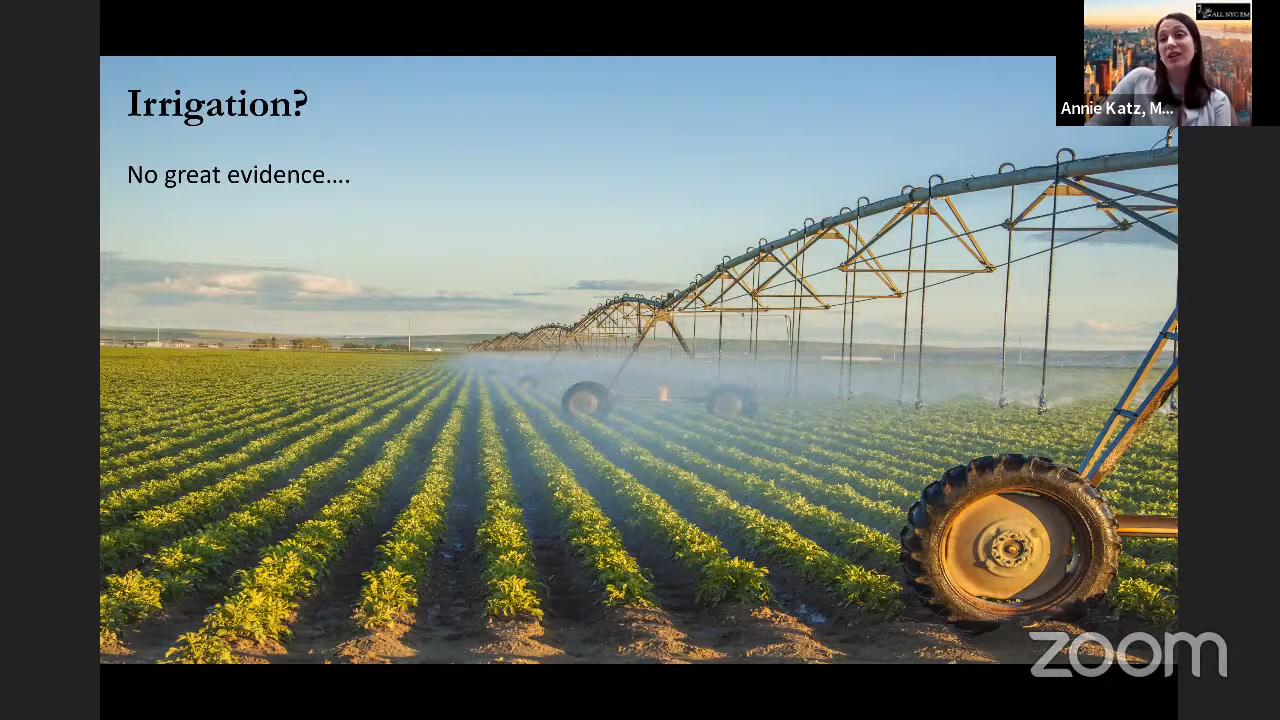 Irrigation?
No great evidence....
ALL NYC EM
Annie Katz, M...
zoom